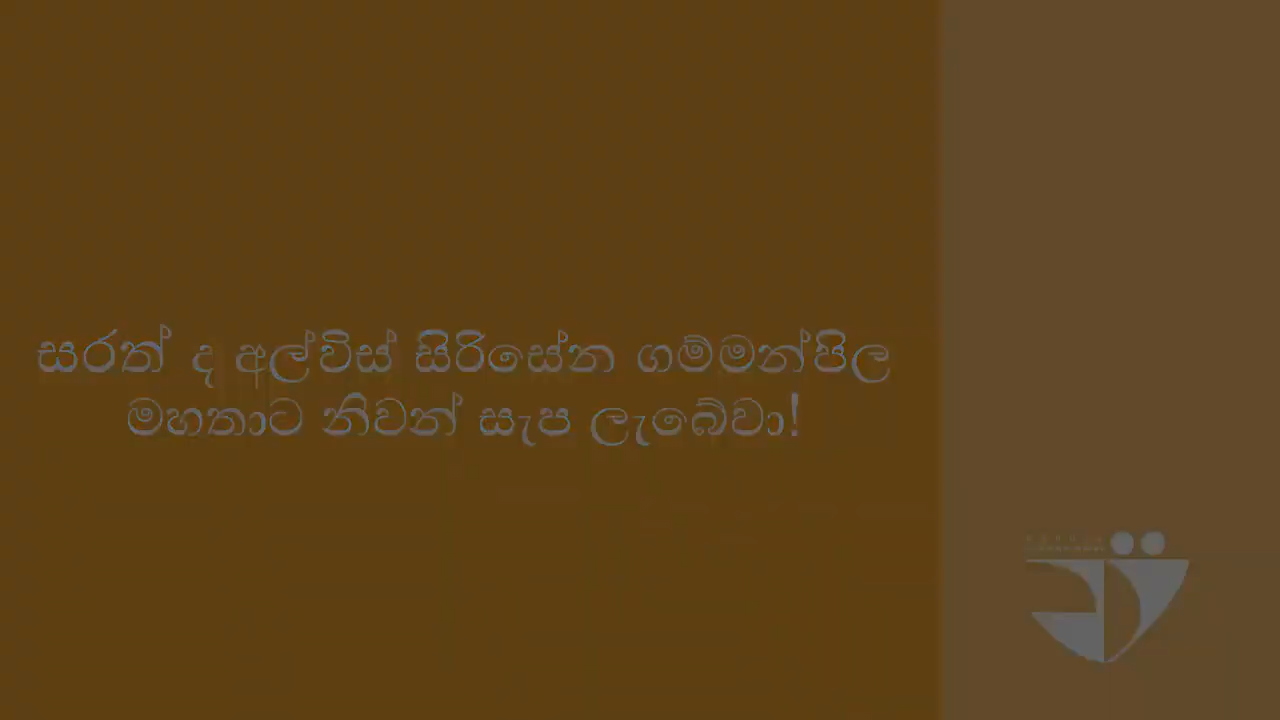 සරත් ද අල්විස් සිරිසේන ගම්මන්පිල
මහතාට නිවන් සැප ලැබේවා!